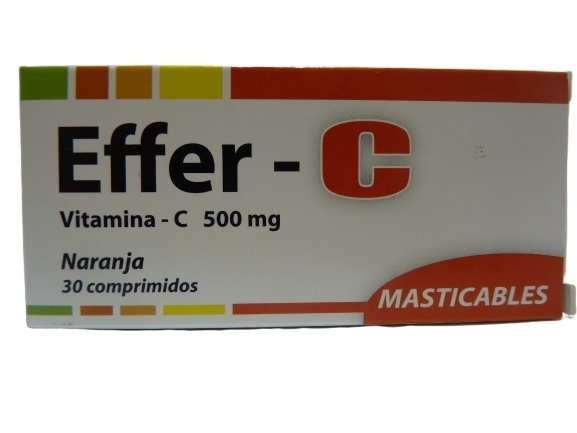 Effer - C
Vitamina - C 500 mg
Naranja
30 comprimidos
MASTICABLES